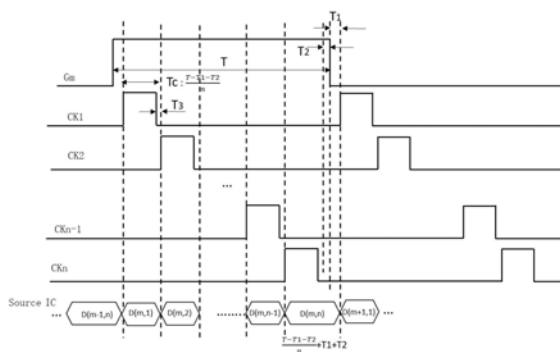 T1
T2
Gm
T
Tc : T-T1-T2
n
CK1
T3
CK2
...
CKn-1
CKn
Source IC
... D(m-1,n) D(m,1) D(m,2) ........ D(m,n-1) D(m,n) D(m+1,1) ...
T-T1-T2
n
+T1+T2